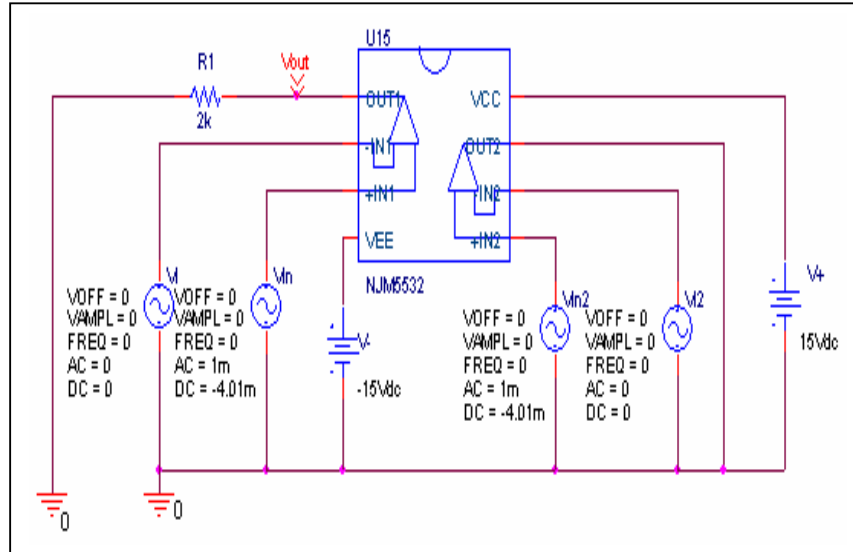 U15
R1
Vout
2k
OUT1
VCC
-IN1
OUT2
+IN1
-IN2
VEE
+IN2
NJM5532
VI
VOFF = 0
VAMPL = 0
FREQ = 0
AC = 0
DC = 0
Vin
VOFF = 0
VAMPL = 0
FREQ = 0
AC = 1m
DC = -4.01m
V-
-15Vdc
Vin2
VOFF = 0
VAMPL = 0
FREQ = 0
AC = 1m
DC = -4.01m
VI2
VOFF = 0
VAMPL = 0
FREQ = 0
AC = 0
DC = 0
V+
15Vdc
0
0